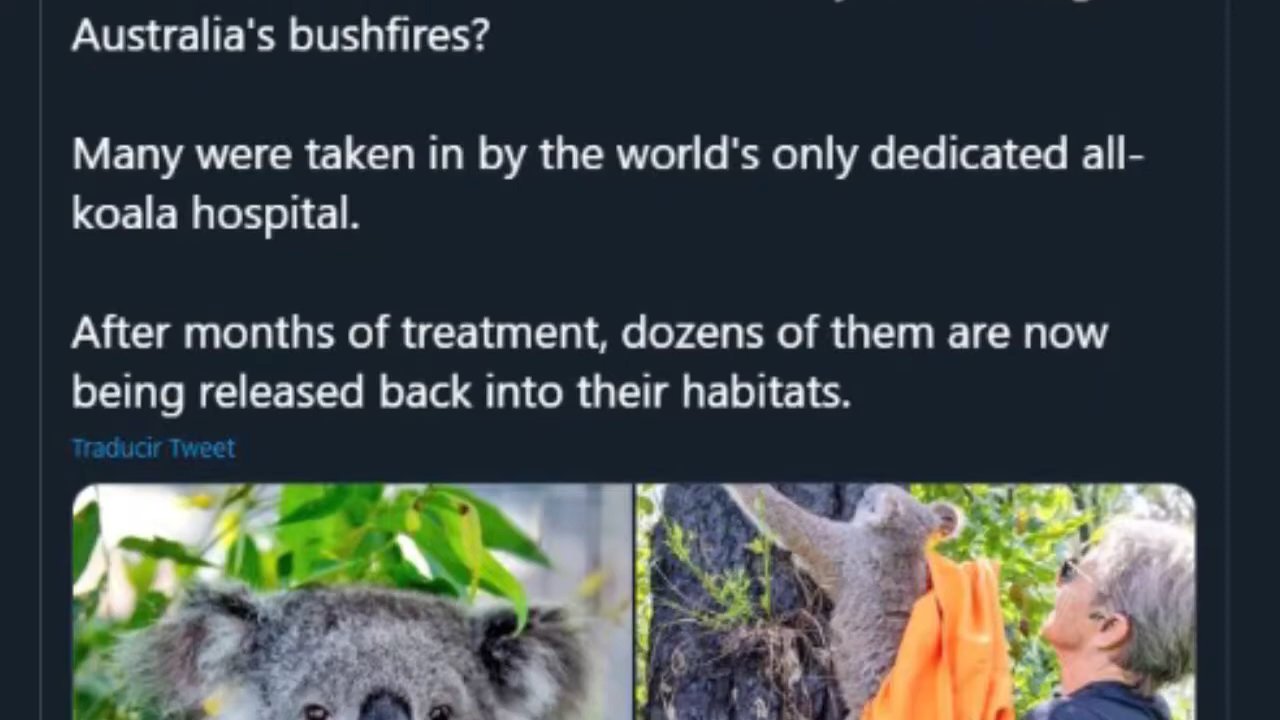 Australia's bushfires?
Many were taken in by the world's only dedicated all-
koala hospital.
After months of treatment, dozens of them are now
being released back into their habitats.
Traducir Tweet